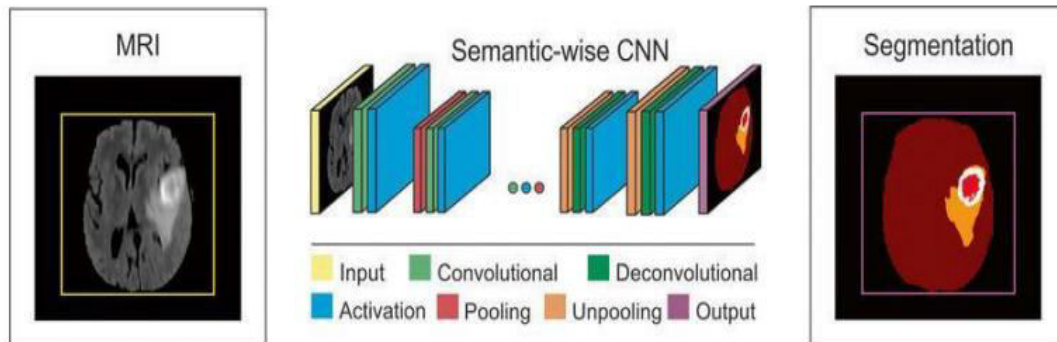 MRI
Semantic-wise CNN
Segmentation
Input Convolutional Deconvolutional
Activation Pooling Unpooling Output